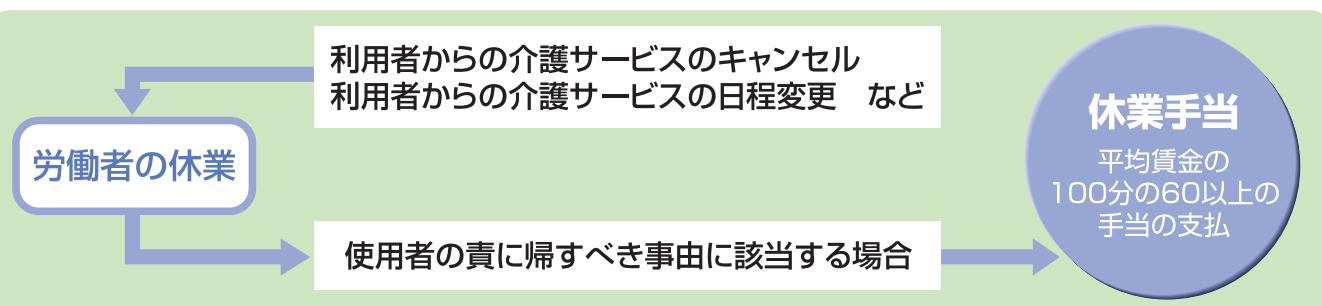 利用者からの介護サービスのキャンセル
利用者からの介護サービスの日程変更　など
労働者の休業
使用者の責に帰すべき事由に該当する場合
休業手当
平均賃金の
100分の60以上の
手当の支払